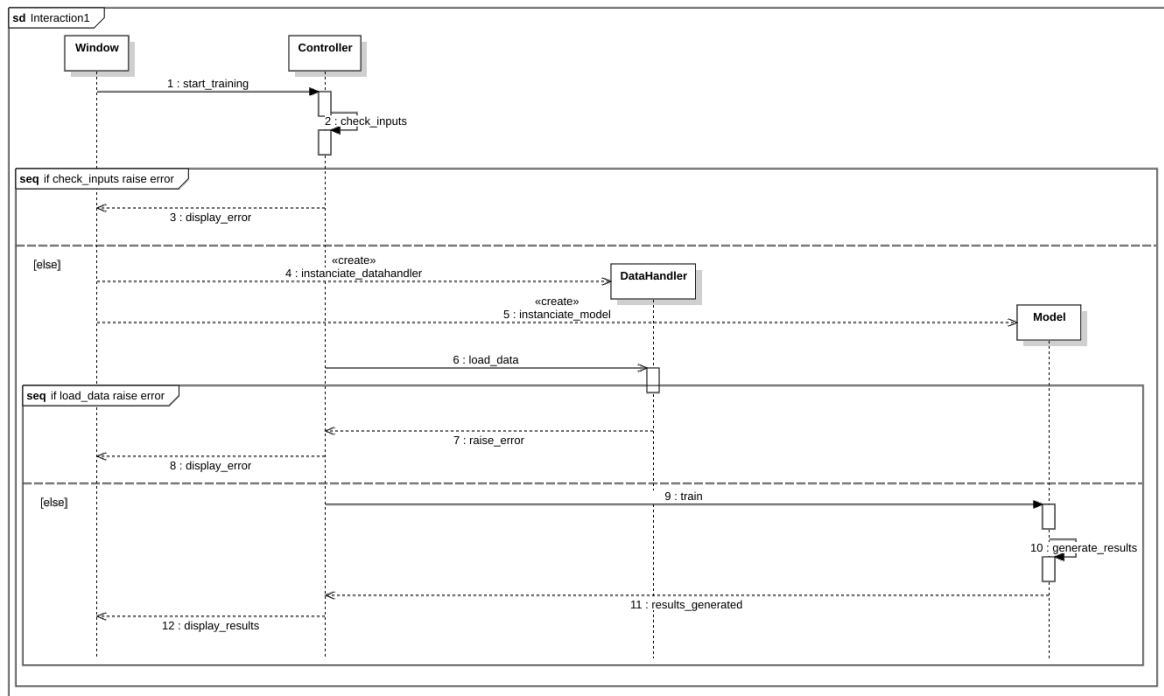 sd Interaction1
Window
Controller
1 : start_training
2 : check_inputs
seq if check_inputs raise error
3 : display_error
[else]
«create»
4 : instanciate_datahandler
DataHandler
«create»
5 : instanciate_model
Model
6 : load_data
seq if load_data raise error
7 : raise_error
8 : display_error
[else]
9 : train
10 : generate_results
11 : results_generated
12 : display_results